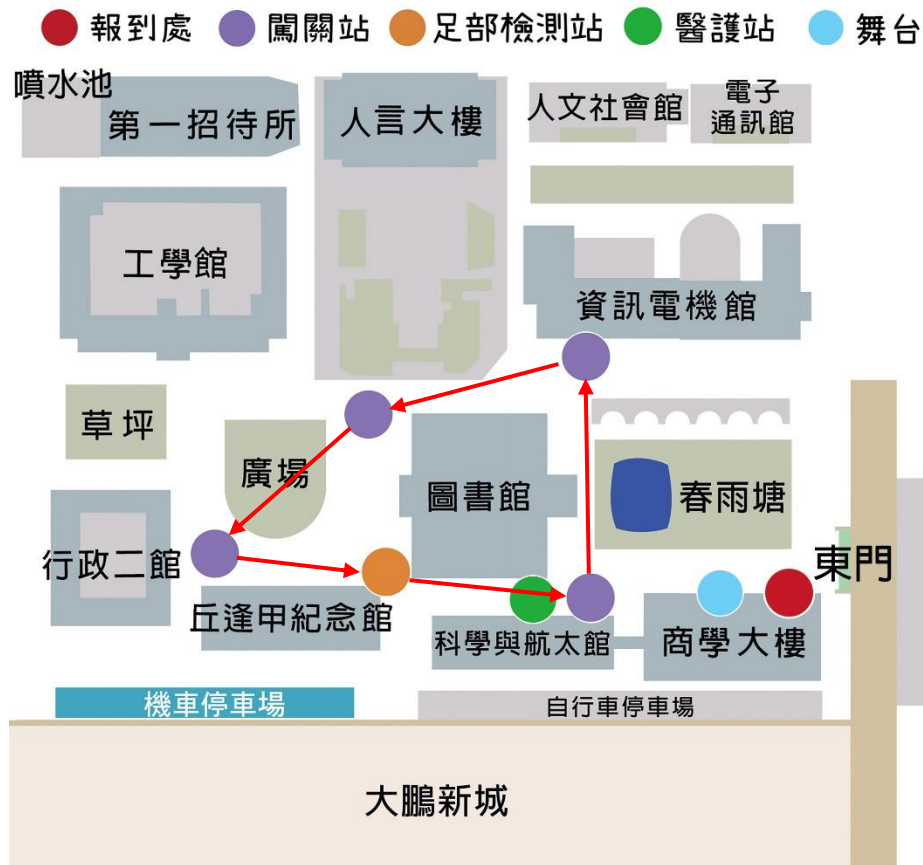 報到處 闖關站 足部檢測站 醫護站 舞台
噴水池
第一招待所
人言大樓
人文社會館
電子
通訊館
工學館
資訊電機館
草坪
廣場
圖書館
春雨塘
行政二館
東門
丘逢甲紀念館
科學與航太館
商學大樓
機車停車場
自行車停車場
大鵬新城